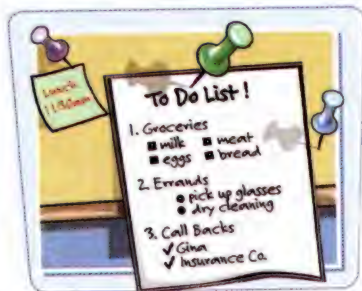 Lunch
11:30am
To Do List!
1. Groceries
■ milk ■ meat
■ eggs ■ bread
2. Errands
● pick up glasses
● dry cleaning
3. Call Backs
✓ Gina
✓ Insurance Co.